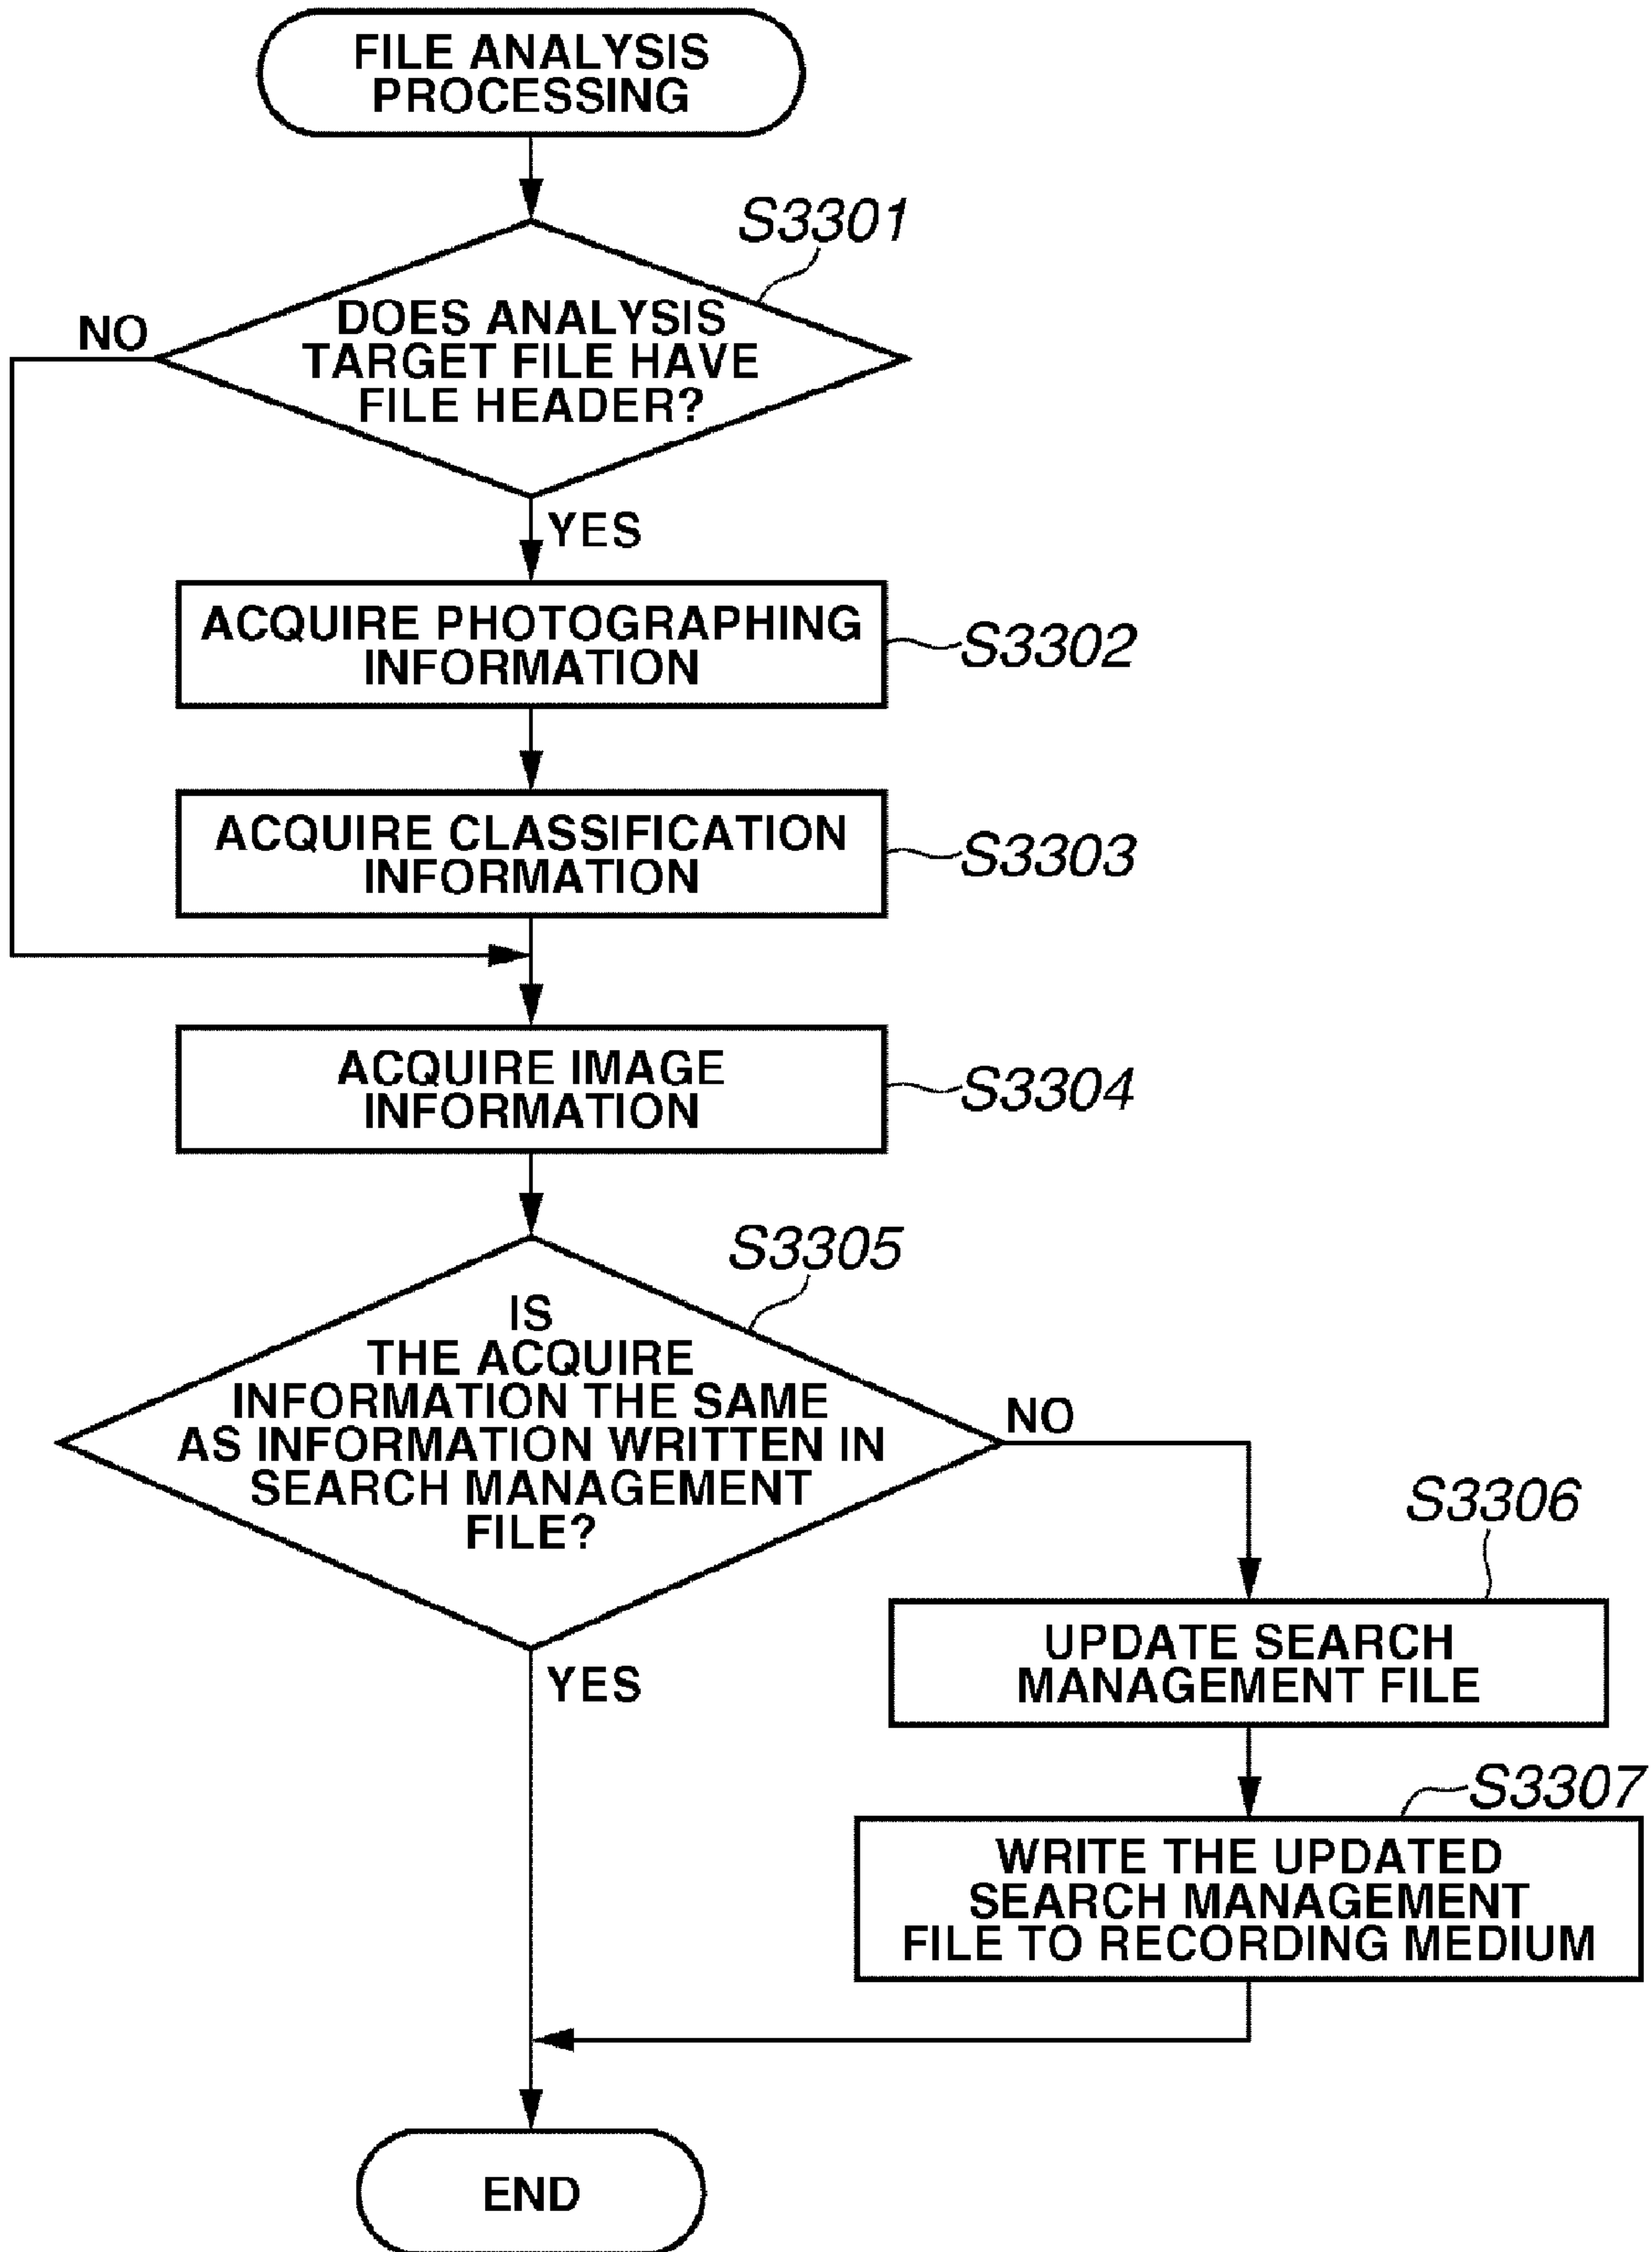 FILE ANALYSIS
PROCESSING
S3301
NO
DOES ANALYSIS
TARGET FILE HAVE
FILE HEADER?
YES
ACQUIRE PHOTOGRAPHING
INFORMATION
S3302
ACQUIRE CLASSIFICATION
INFORMATION
S3303
ACQUIRE IMAGE
INFORMATION
S3304
S3305
IS
THE ACQUIRE
INFORMATION THE SAME
AS INFORMATION WRITTEN IN
SEARCH MANAGEMENT
FILE?
NO
YES
S3306
UPDATE SEARCH
MANAGEMENT FILE
S3307
WRITE THE UPDATED
SEARCH MANAGEMENT
FILE TO RECORDING MEDIUM
END